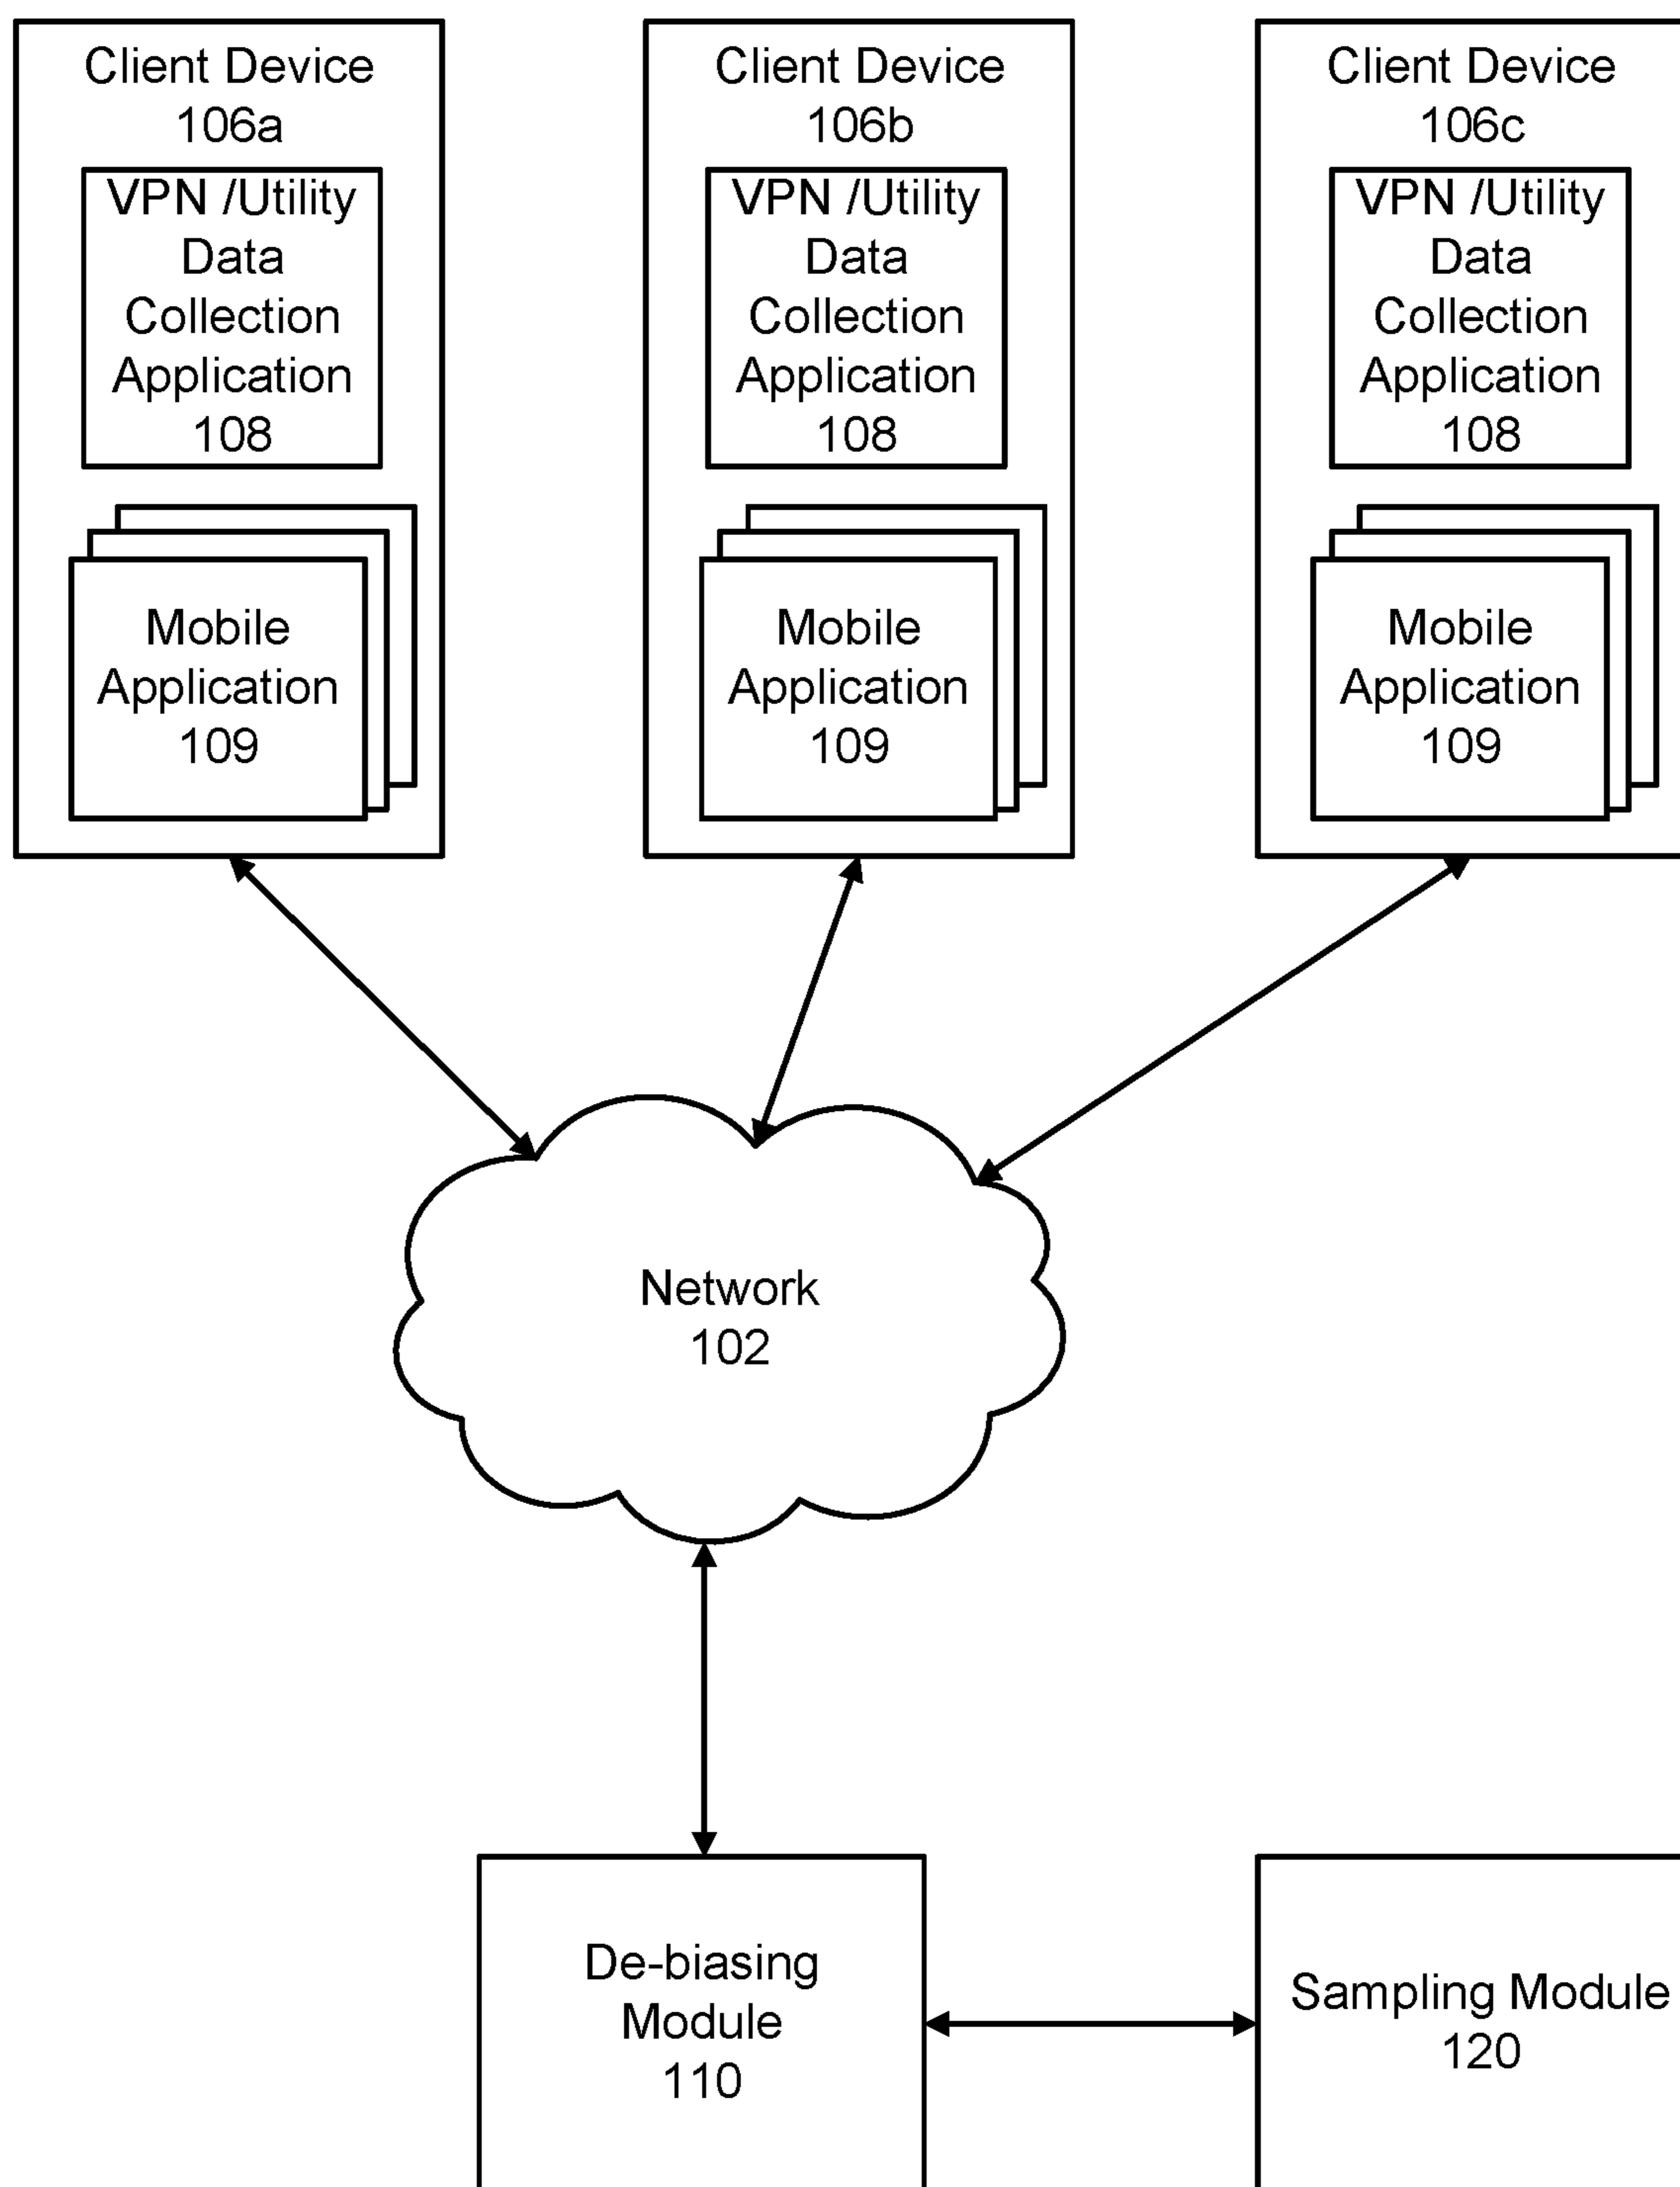 Client Device
106a
VPN /Utility
Data
Collection
Application
108
Mobile
Application
109
Client Device
106b
VPN /Utility
Data
Collection
Application
108
Mobile
Application
109
Client Device
106c
VPN /Utility
Data
Collection
Application
108
Mobile
Application
109
Network
102
De-biasing
Module
110
Sampling Module
120